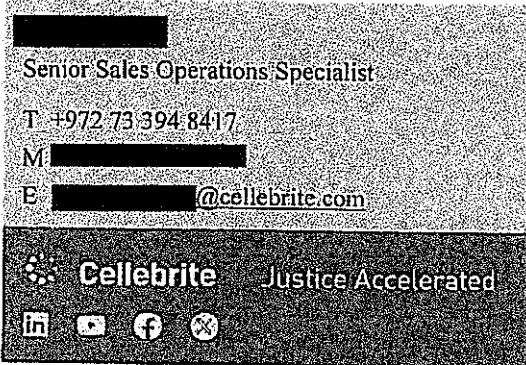 Senior Sales Operations Specialist
T +972 73 394 8417
M
E @cellebrite.com
Cellebrite Justice Accelerated